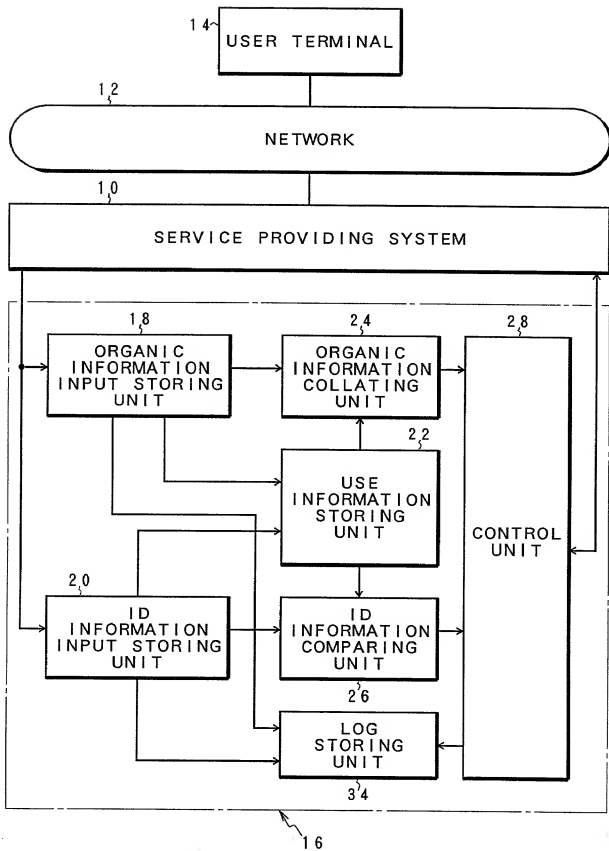 14
USER TERMINAL
12
NETWORK
10
SERVICE PROVIDING SYSTEM
18
ORGANIC
INFORMATION
INPUT STORING
UNIT
24
ORGANIC
INFORMATION
COLLATING
UNIT
28
CONTROL
UNIT
22
USE
INFORMATION
STORING
UNIT
20
ID
INFORMATION
INPUT STORING
UNIT
ID
INFORMATION
COMPARING
UNIT
26
LOG
STORING
UNIT
34
16